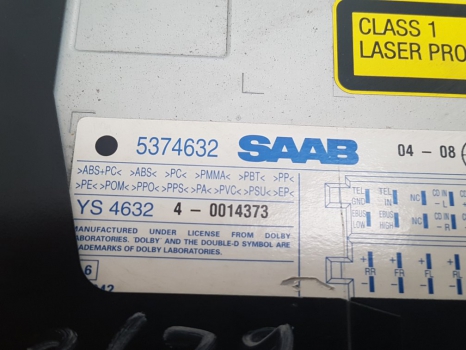 CLASS 1
LASER PRO
5374632 SAAB 04 - 08
>ABS+PC< >ABS< >PC< >PMMA< >PBT< >PP<
>PE< >POM< >PPO< >PPS< >PA< >PVC< >PSU< >EP<
YS 4632 4 - 0014373
MANUFACTURED UNDER LICENSE FROM DOLBY
LABORATORIES. 'DOLBY' AND THE DOUBLE-D SYMBOL ARE
TRADEMARKS OF DOLBY LABORATORIES.
TEL GND TEL IN NC CD IN - L
EBUS LOW EBUS HIGH NC CD IN - R
+ + + +
RR FR FL
- - - -
6